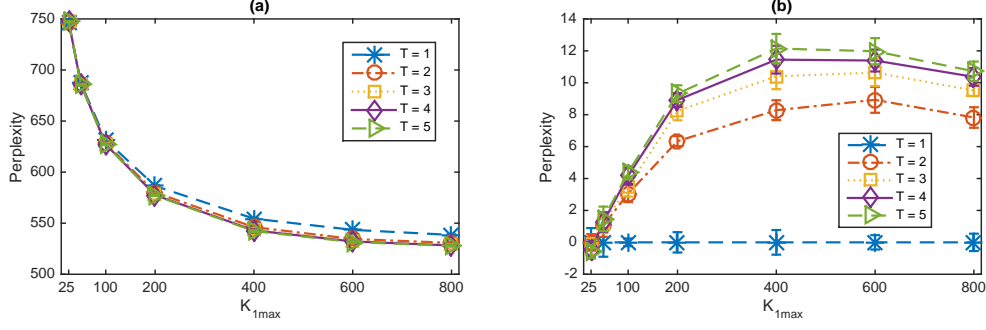 (a)
750
700
650
600
550
500
Perplexity
25 100 200 400 600 800
K1max
T = 1
T = 2
T = 3
T = 4
T = 5
(b)
14
12
10
8
6
4
2
0
-2
Perplexity
25 100 200 400 600 800
K1max
T = 1
T = 2
T = 3
T = 4
T = 5